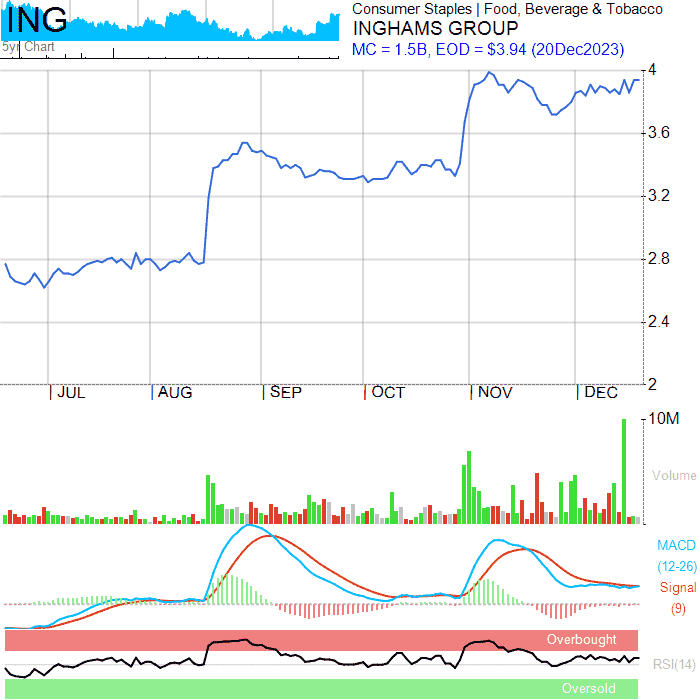 ING
5yr Chart
Consumer Staples | Food, Beverage & Tobacco
INGHAMS GROUP
MC = 1.5B, EOD = $3.94 (20Dec2023)
4
3.6
3.2
2.8
2.4
2
JUL AUG SEP OCT NOV DEC
10M
Volume
MACD
(12-26)
Signal
(9)
Overbought
RSI(14)
Oversold